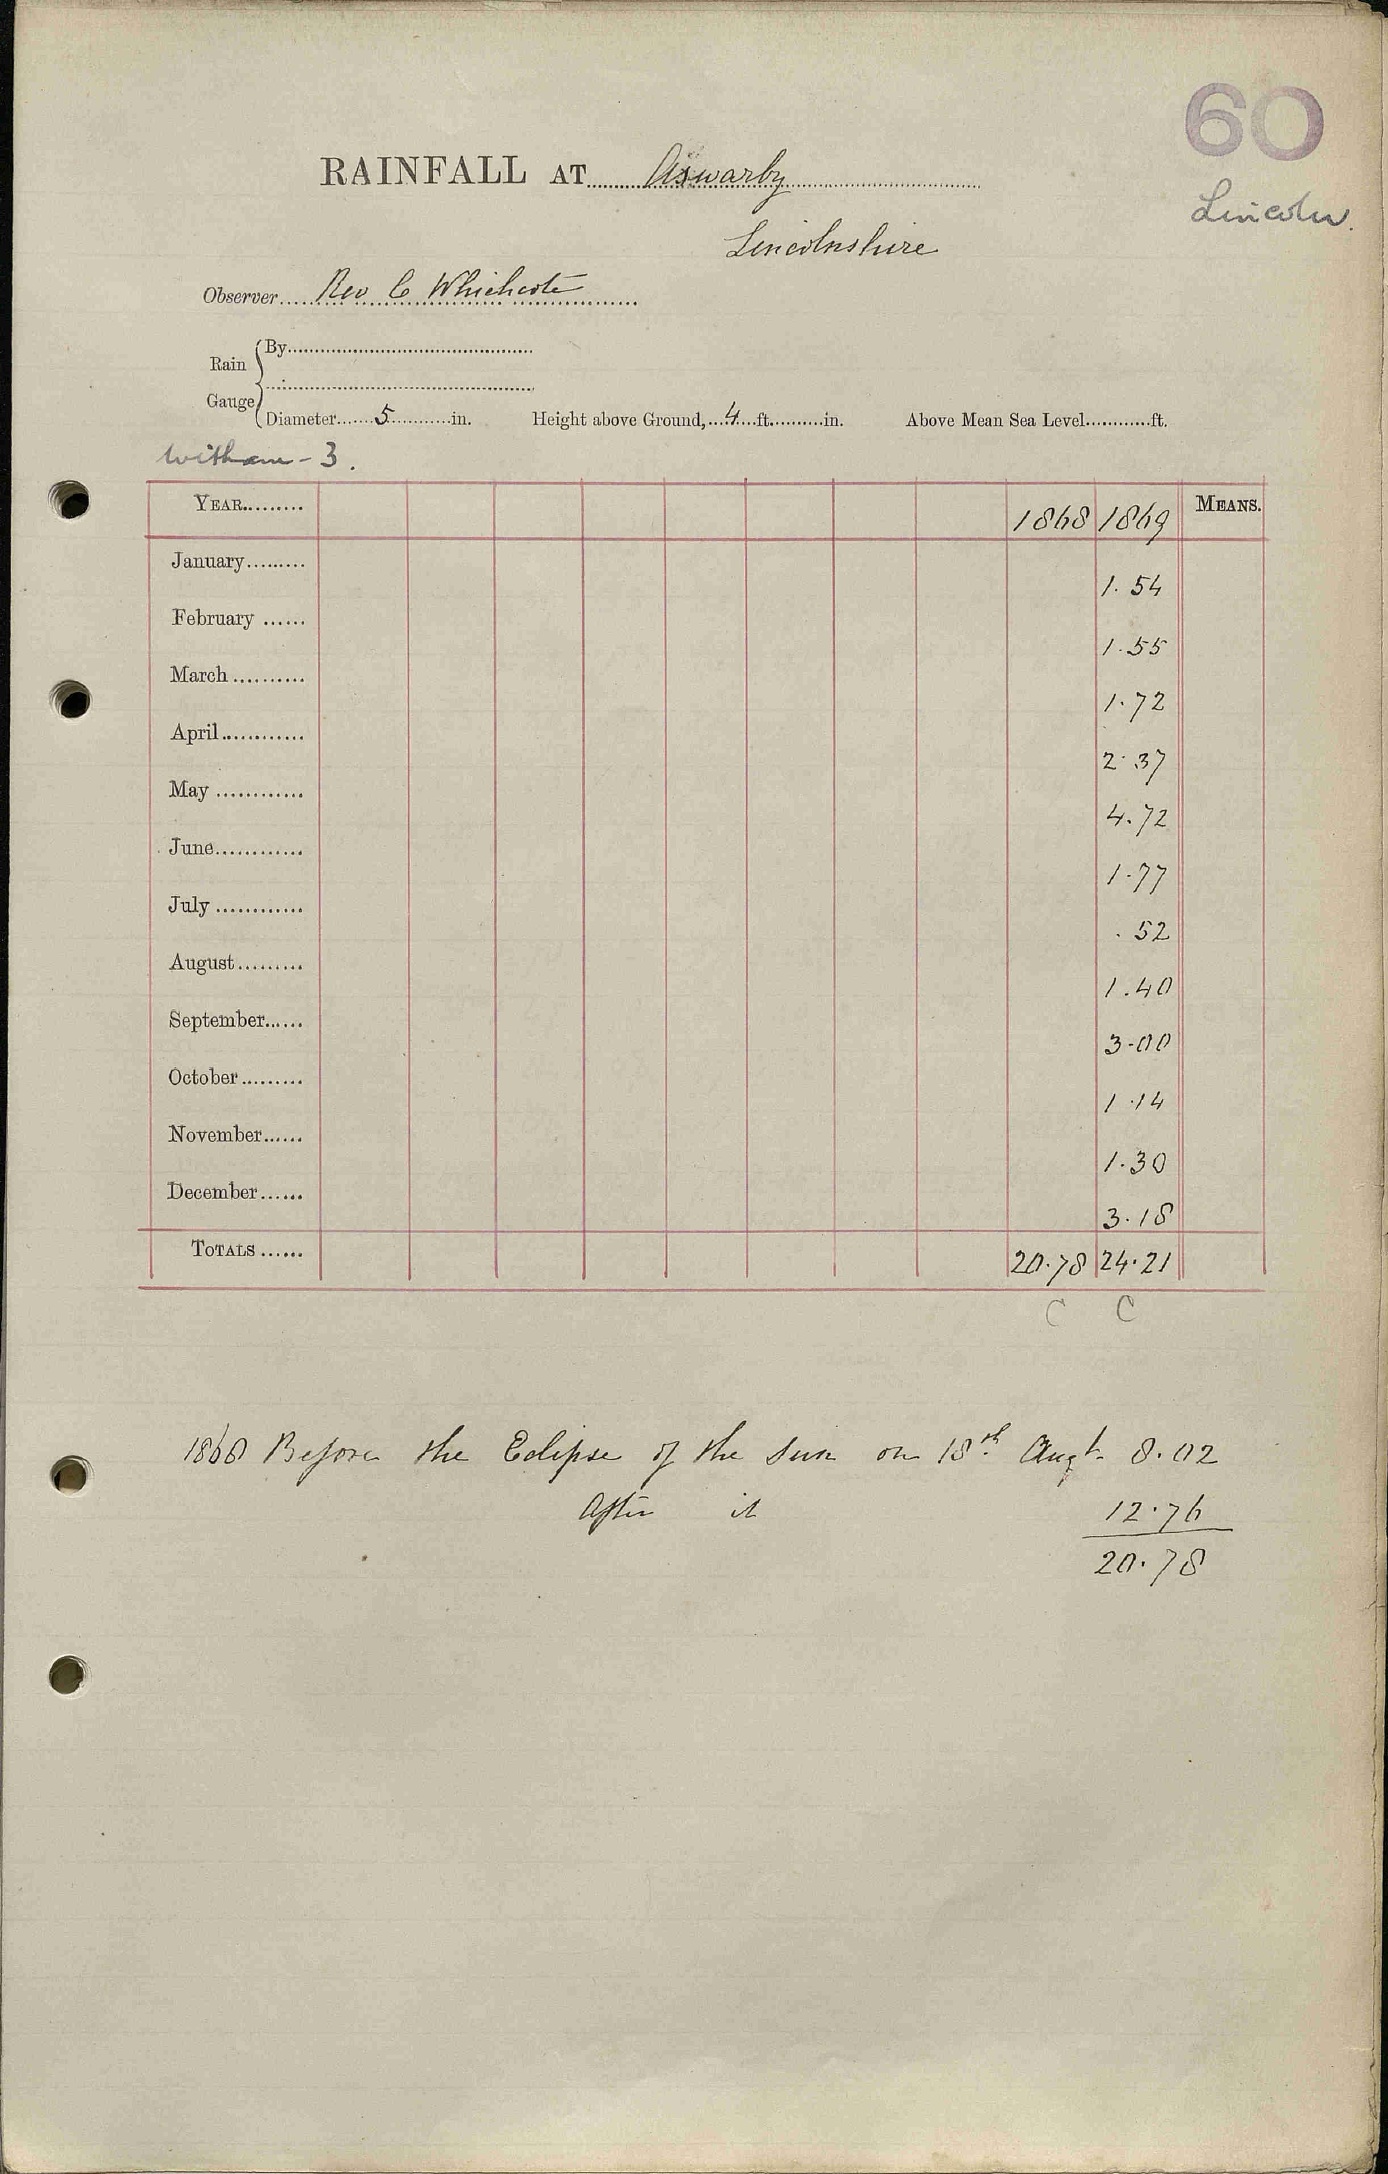 60
RAINFALL AT Aswarby
Lincoln.
Lincolnshire
Observer Rev C Whichcote
Rain Gauge
By
Diameter 5 in. Height above Ground, 4 ft. in. Above Mean Sea Level ft.
Witham - 3.
YEAR 1868 1869 MEANS.
January 1.54
February 1.55
March 1.72
April 2.37
May 4.72
June 1.77
July .52
August 1.40
September 3.00
October 1.14
November 1.30
December 3.18
TOTALS 20.78 24.21
C C
1868 Before the Eclipse of the Sun on 18th Augt. 8.02
After it 12.76
20.78